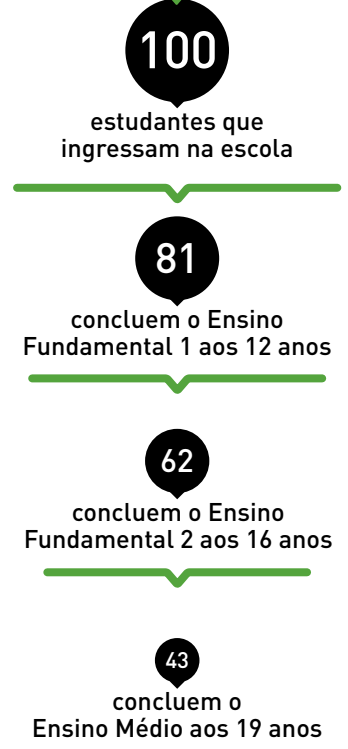 100
estudantes que
ingressam na escola
81
concluem o Ensino
Fundamental 1 aos 12 anos
62
concluem o Ensino
Fundamental 2 aos 16 anos
43
concluem o
Ensino Médio aos 19 anos